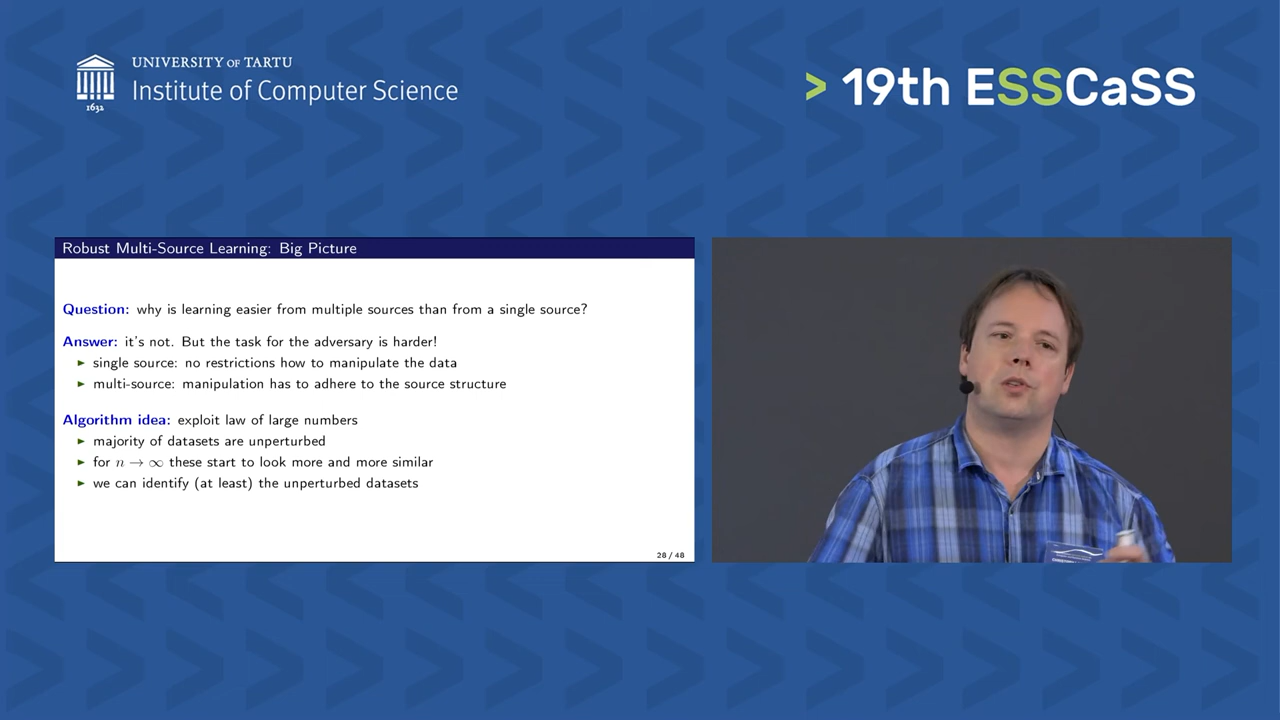 UNIVERSITY OF TARTU
Institute of Computer Science
1632
> 19th ESSCaSS
Robust Multi-Source Learning: Big Picture
Question: why is learning easier from multiple sources than from a single source?
Answer: it's not. But the task for the adversary is harder!
► single source: no restrictions how to manipulate the data
► multi-source: manipulation has to adhere to the source structure
Algorithm idea: exploit law of large numbers
► majority of datasets are unperturbed
► for n → ∞ these start to look more and more similar
► we can identify (at least) the unperturbed datasets
28 / 48